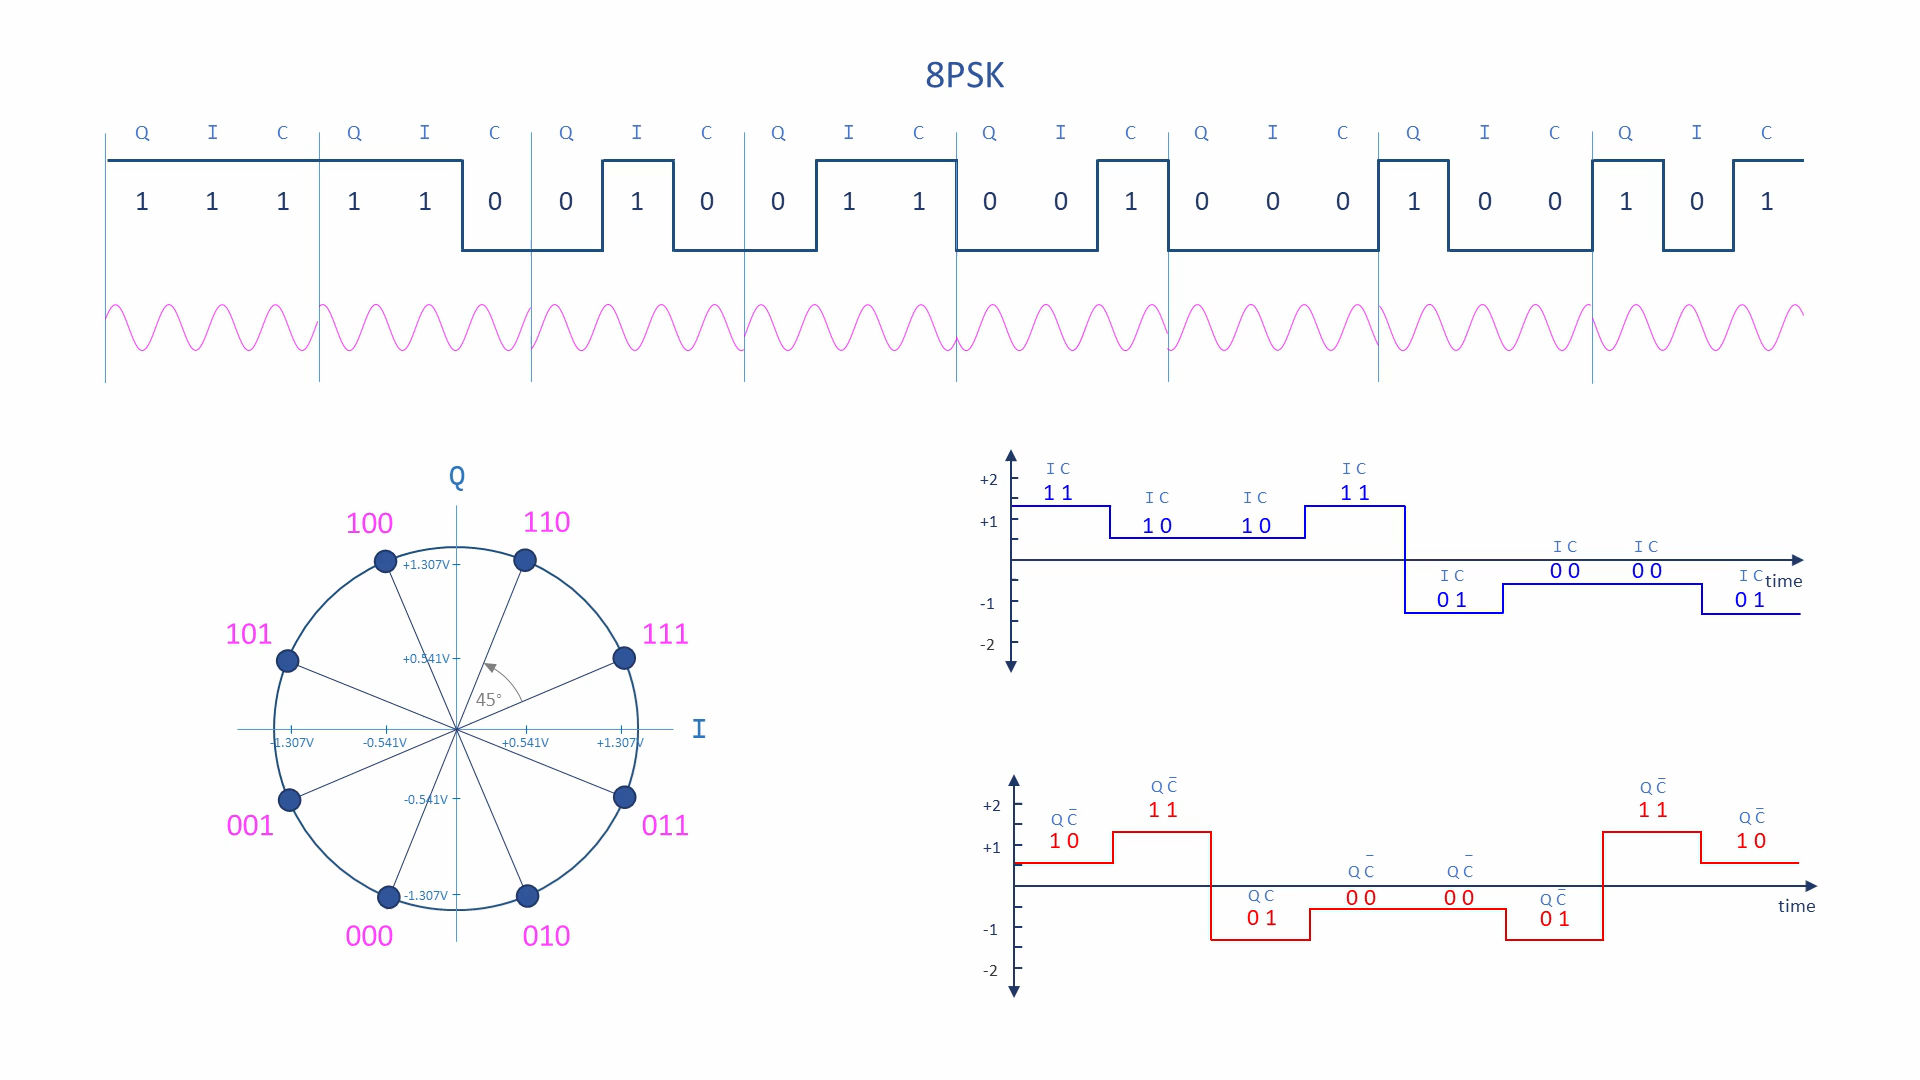 8PSK
Q I C Q I C Q I C Q I C Q I C Q I C Q I C Q I C
1 1 1 1 1 0 0 1 0 0 1 1 0 0 1 0 0 0 1 0 0 1 0 1
Q
100 110
+1.307V
101 111
+0.541V
45°
I
-1.307V -0.541V +0.541V +1.307V
-0.541V
001 011
-1.307V
000 010
I C I C
+2
1 1 1 1
I C I C
+1
1 0 1 0
I C I C
0 0 0 0
I C I C time
-1
0 1 0 1
-2
Q C̅ Q C̅
+2
1 1 1 1
Q C̅ Q C̅
1 0 1 0
+1
Q C̅ Q C̅
0 0 0 0
Q C Q C̅
0 1 0 1
time
-1
-2